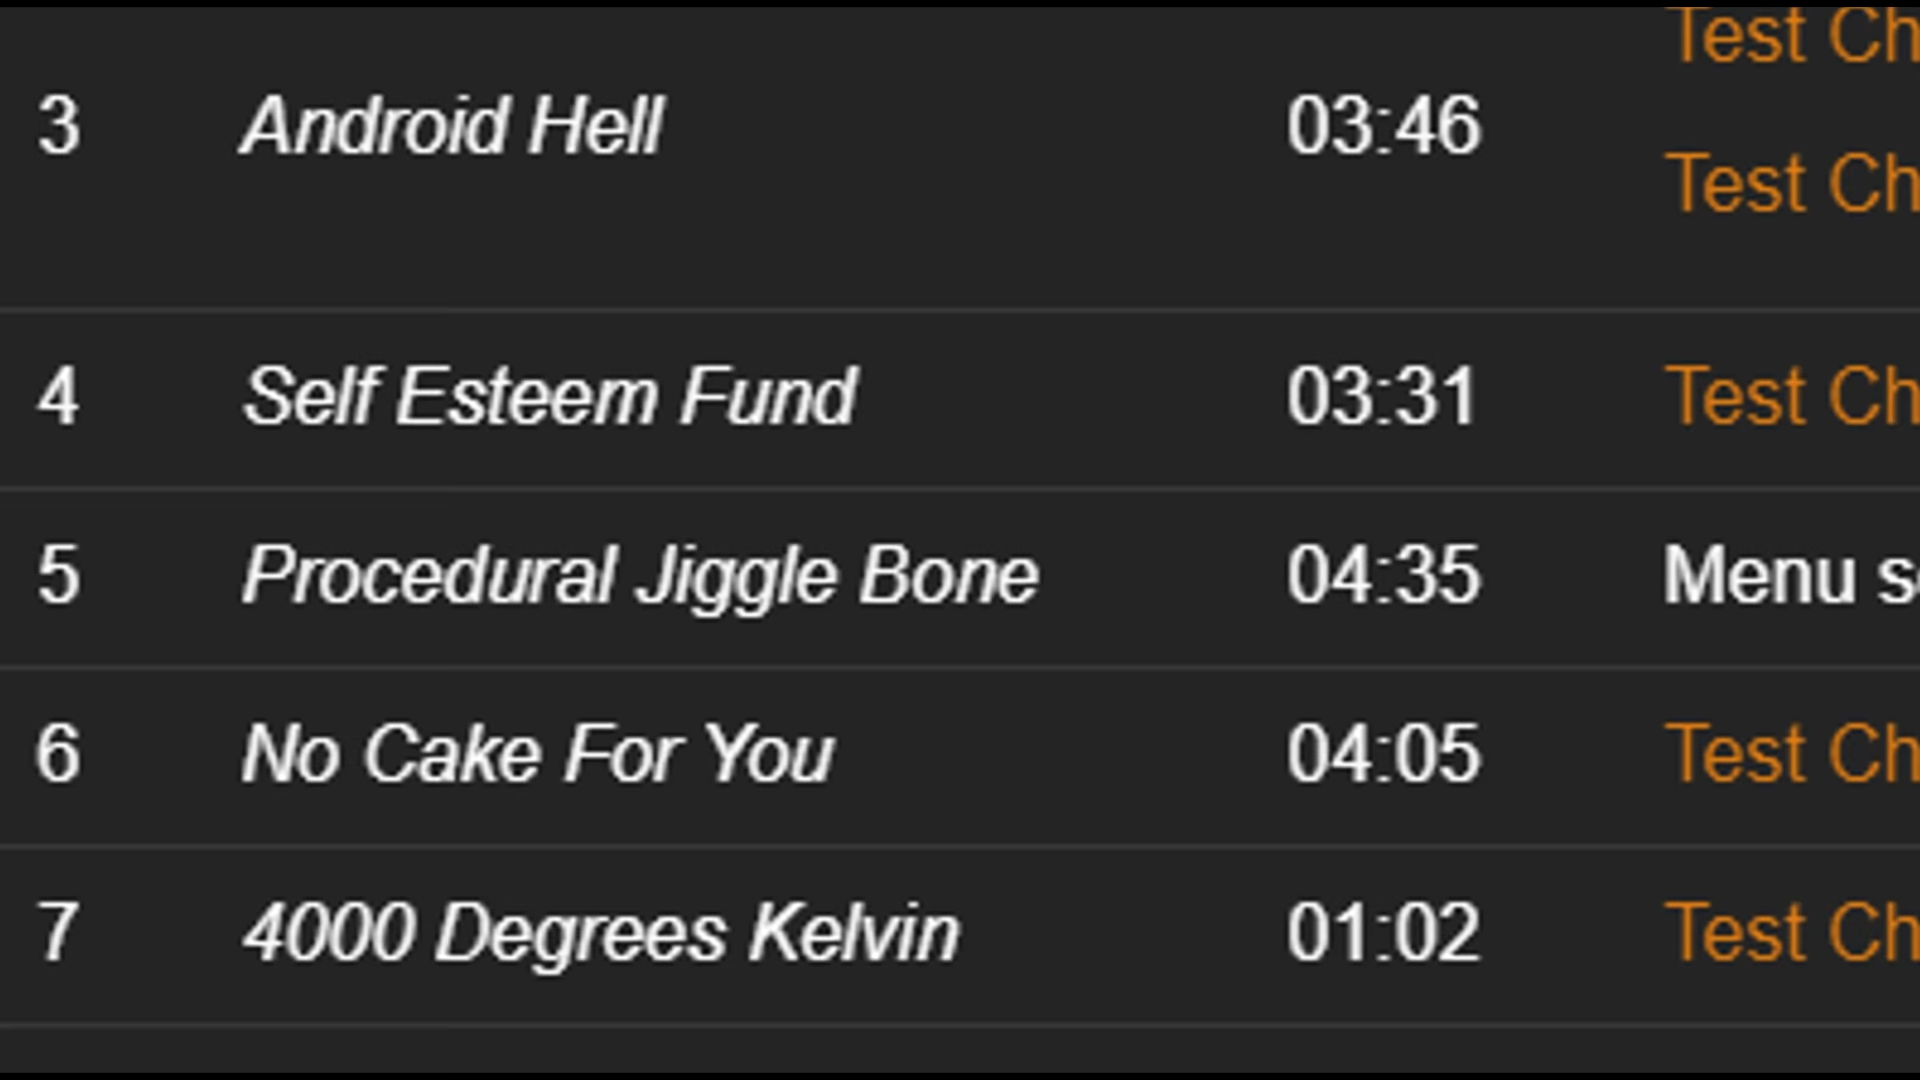 Test Ch
3 Android Hell 03:46
Test Ch
4 Self Esteem Fund 03:31 Test Ch
5 Procedural Jiggle Bone 04:35 Menu s
6 No Cake For You 04:05 Test Ch
7 4000 Degrees Kelvin 01:02 Test Ch